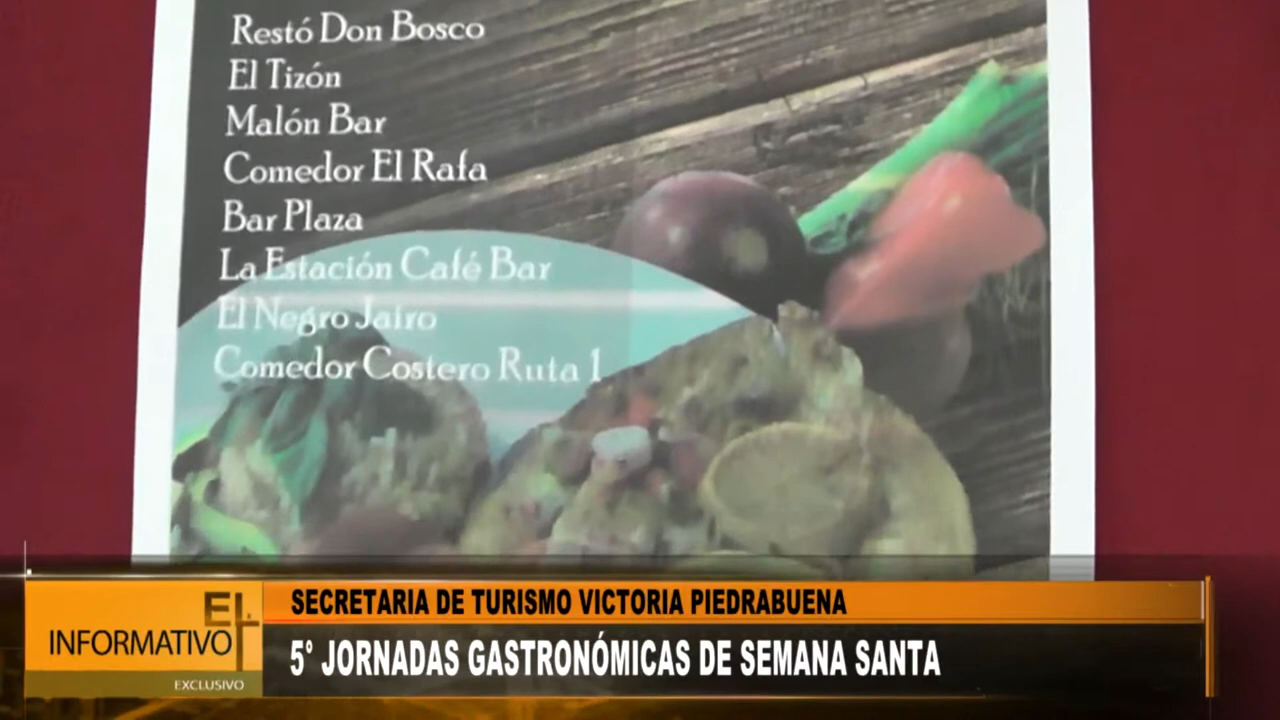 Restó Don Bosco
El Tizón
Malón Bar
Comedor El Rafa
Bar Plaza
La Estación Café Bar
El Negro Jairo
Comedor Costero Ruta 1
EL
INFORMATIVO
EXCLUSIVO
SECRETARIA DE TURISMO VICTORIA PIEDRABUENA
5° JORNADAS GASTRONÓMICAS DE SEMANA SANTA